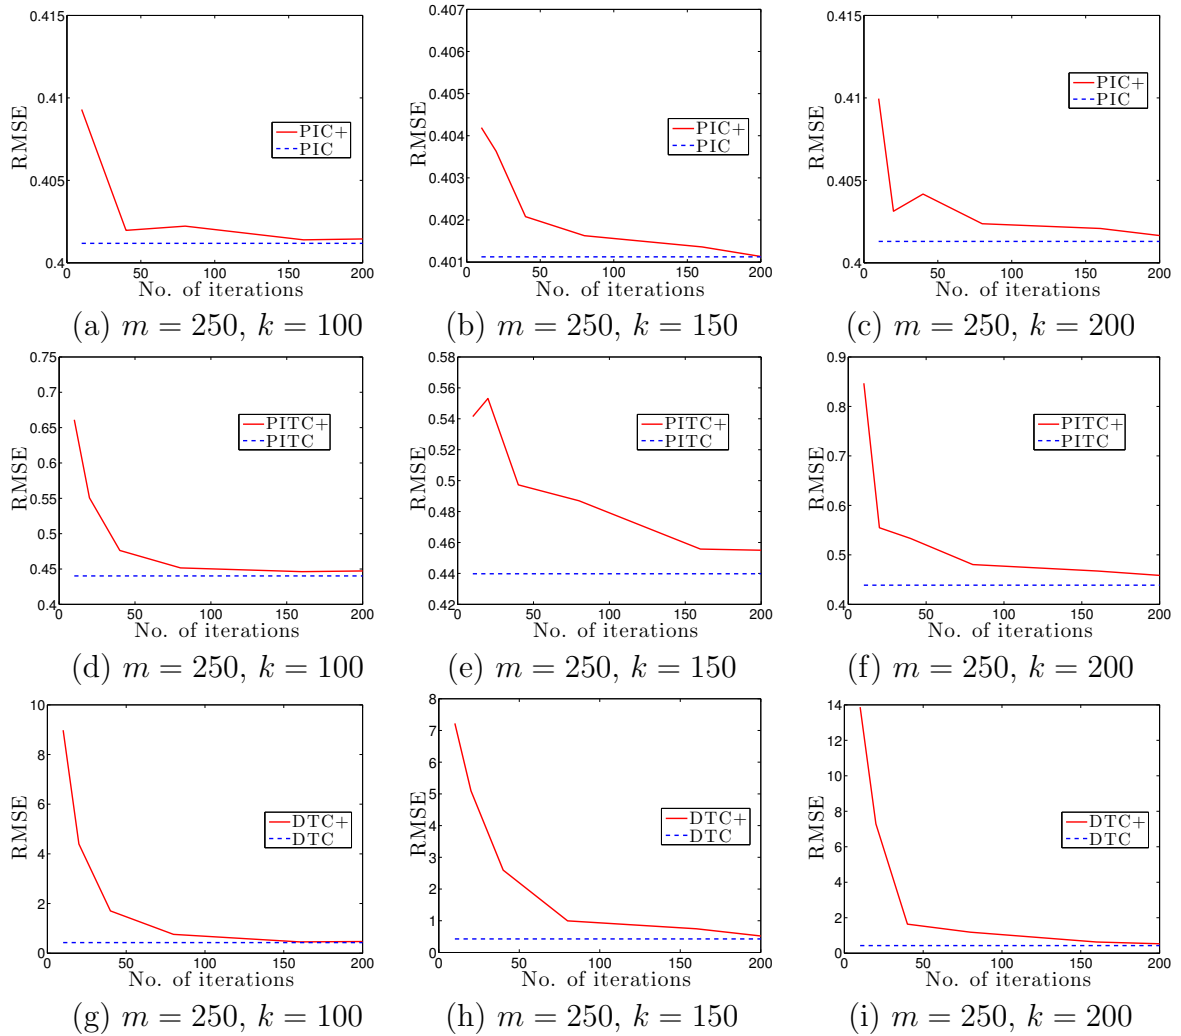 0.415
0.41
0.405
0.4
0 50 100 150 200
RMSE
No. of iterations
PIC+
PIC
(a) m = 250, k = 100
0.407
0.406
0.405
0.404
0.403
0.402
0.401
0 50 100 150 200
RMSE
No. of iterations
PIC+
PIC
(b) m = 250, k = 150
0.415
0.41
0.405
0.4
0 50 100 150 200
RMSE
No. of iterations
PIC+
PIC
(c) m = 250, k = 200
0.75
0.7
0.65
0.6
0.55
0.5
0.45
0.4
0 50 100 150 200
RMSE
No. of iterations
PITC+
PITC
(d) m = 250, k = 100
0.58
0.56
0.54
0.52
0.5
0.48
0.46
0.44
0.42
0 50 100 150 200
RMSE
No. of iterations
PITC+
PITC
(e) m = 250, k = 150
0.9
0.8
0.7
0.6
0.5
0.4
0 50 100 150 200
RMSE
No. of iterations
PITC+
PITC
(f) m = 250, k = 200
10
8
6
4
2
0
0 50 100 150 200
RMSE
No. of iterations
DTC+
DTC
(g) m = 250, k = 100
8
7
6
5
4
3
2
1
0
0 50 100 150 200
RMSE
No. of iterations
DTC+
DTC
(h) m = 250, k = 150
14
12
10
8
6
4
2
0
0 50 100 150 200
RMSE
No. of iterations
DTC+
DTC
(i) m = 250, k = 200